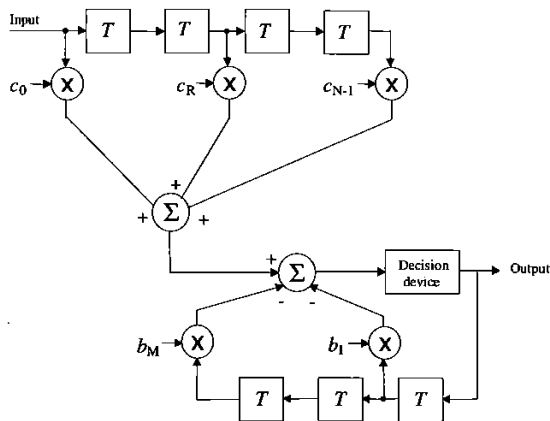 Input
T T T T
c0 X cR X cN-1 X
+
+ Σ +
+ Σ Decision device Output
- -
bM X b1 X
T T T